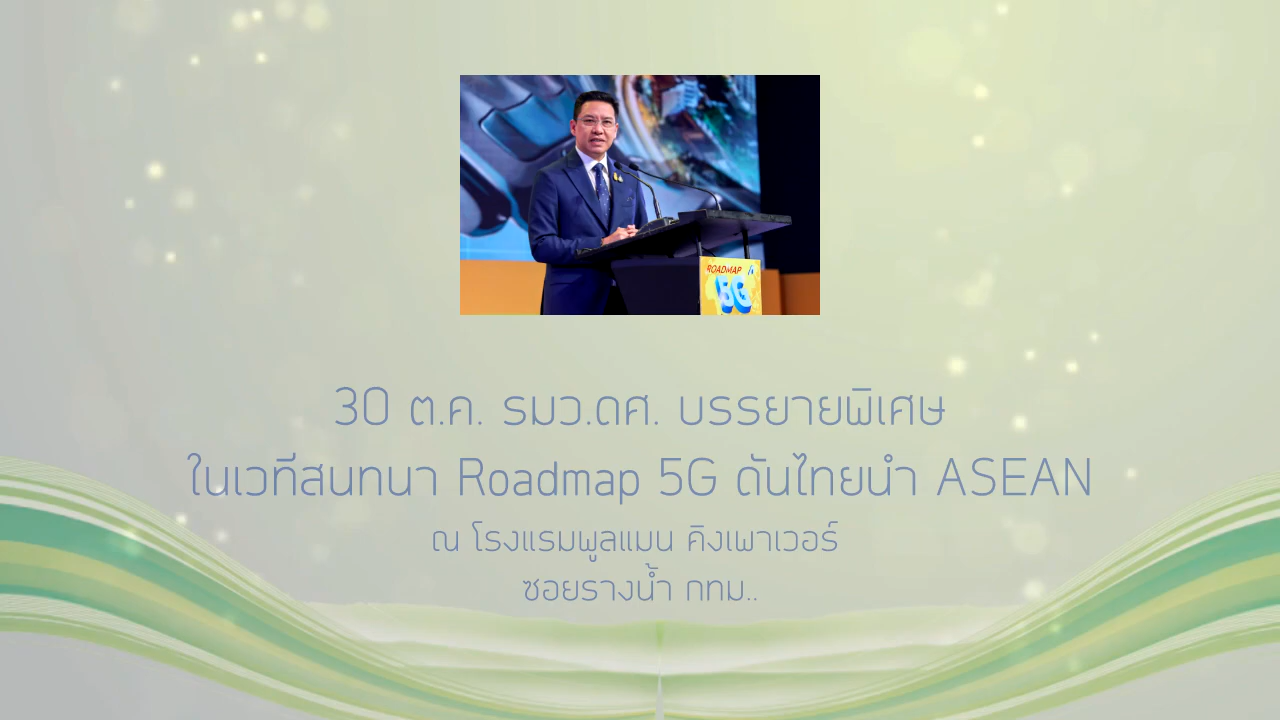 ROADMAP
5G
30 ต.ค. รมว.ดศ. บรรยายพิเศษ
ในเวทีสนทนา Roadmap 5G ดันไทยนำ ASEAN
ณ โรงแรมพูลแมน คิงเพาเวอร์
ซอยรางน้ำ กทม..